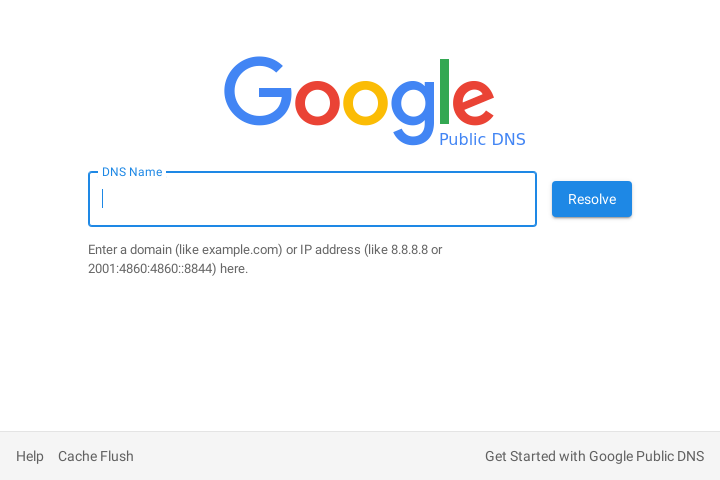 Google
Public DNS
DNS Name
Resolve
Enter a domain (like example.com) or IP address (like 8.8.8.8 or
2001:4860:4860::8844) here.
Help
Cache Flush
Get Started with Google Public DNS